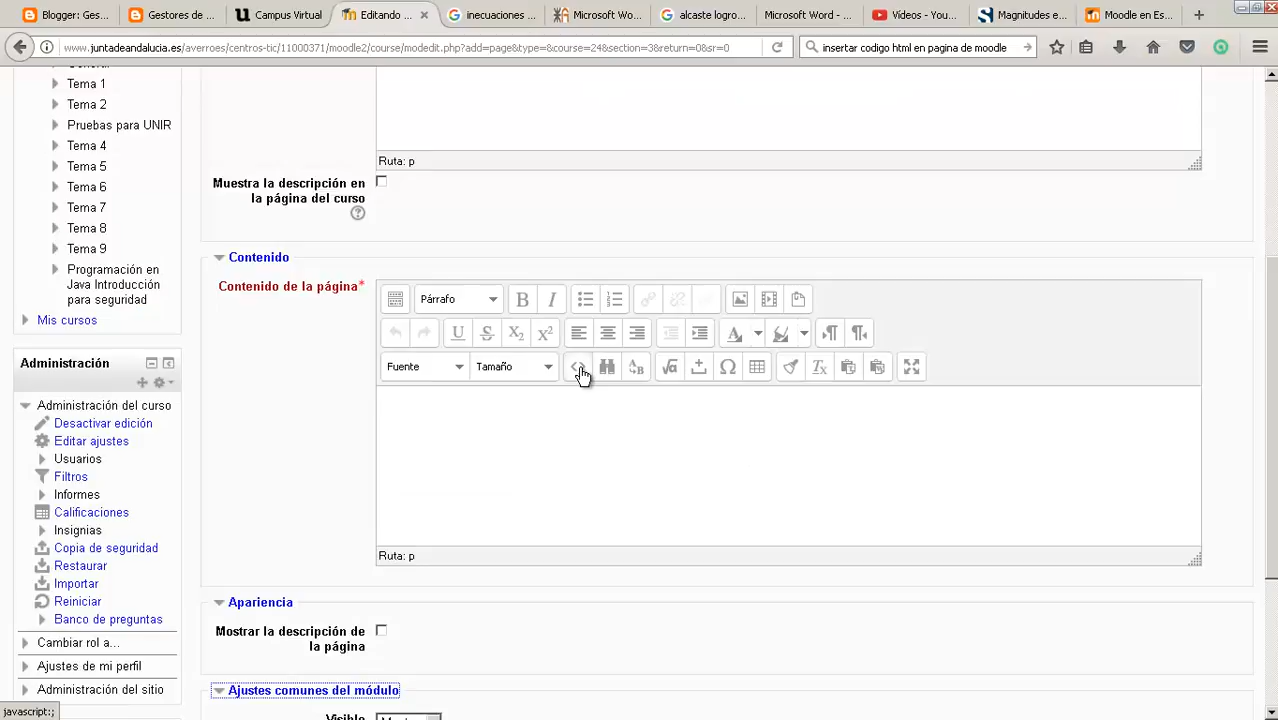 Blogger: Ges...
Gestores de ...
Campus Virtual
Editando ...
inecuaciones ...
Microsoft Wo...
alcaste logro...
Microsoft Word - ...
Vídeos - You...
Magnitudes e...
Moodle en Es...
www.juntadeandalucia.es/averroes/centros-tic/11000371/moodle2/course/modedit.php?add=page&type=&course=24&section=3&return=0&sr=0
insertar codigo html en pagina de moodle
Tema 1
Tema 2
Pruebas para UNIR
Tema 4
Tema 5
Tema 6
Tema 7
Tema 8
Tema 9
Programación en
Java Introducción
para seguridad
Mis cursos
Administración
Administración del curso
Desactivar edición
Editar ajustes
Usuarios
Filtros
Informes
Calificaciones
Insignias
Copia de seguridad
Restaurar
Importar
Reiniciar
Banco de preguntas
Cambiar rol a...
Ajustes de mi perfil
Administración del sitio
javascript:;
Ruta: p
Muestra la descripción en
la página del curso
Contenido
Contenido de la página*
Párrafo
Fuente
Tamaño
Ruta: p
Apariencia
Mostrar la descripción de
la página
Ajustes comunes del módulo
Visible